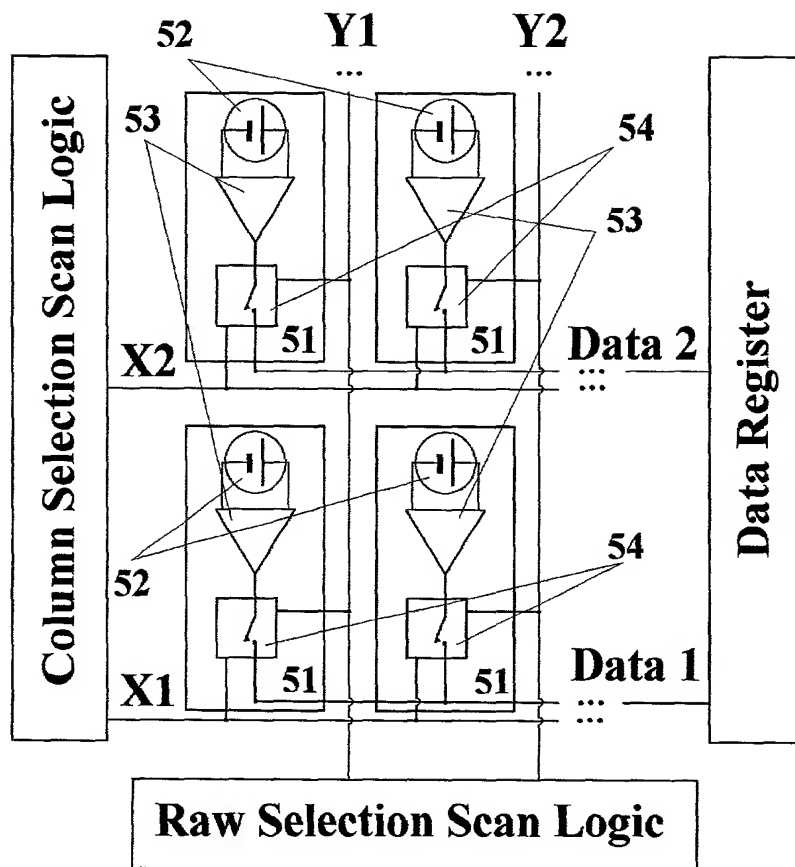 52
Y1
Y2
...
...
53
54
53
Column Selection Scan Logic
Data Register
51
51
X2
Data 2
...
...
52
54
51
51
X1
Data 1
...
...
Raw Selection Scan Logic